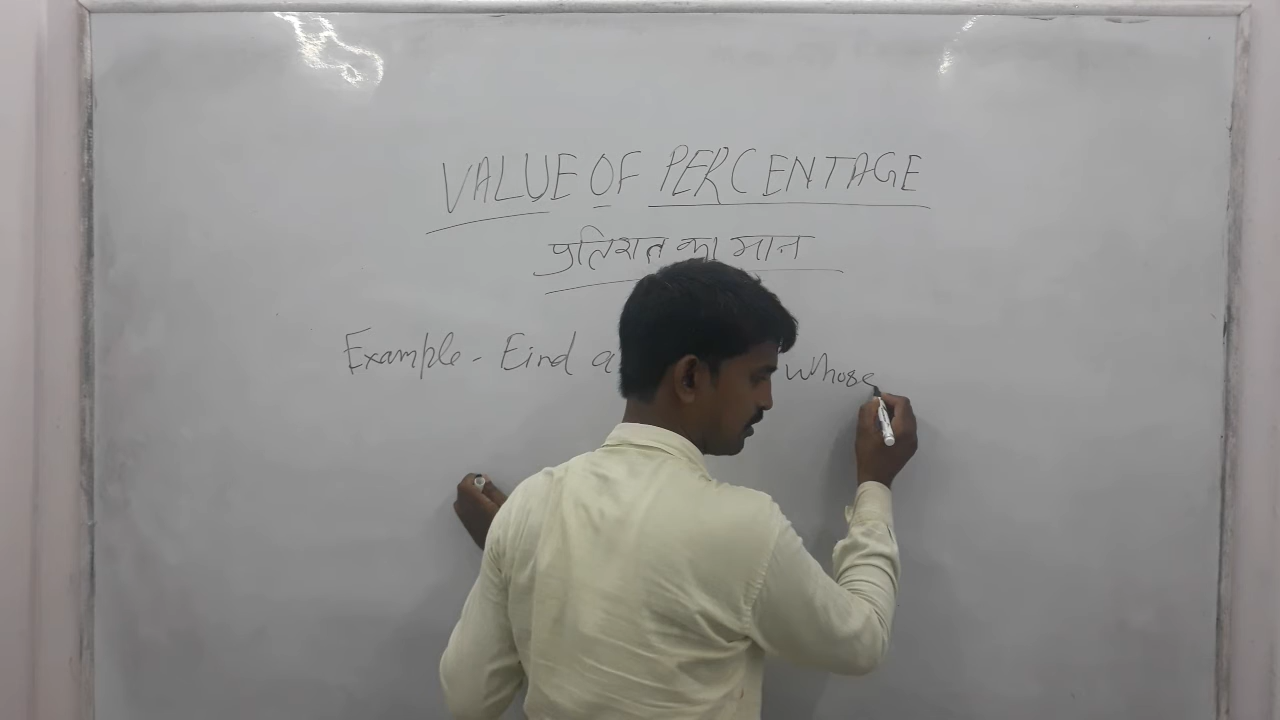 VALUE OF PERCENTAGE
प्रतिशत का मान
Example - Find a whose